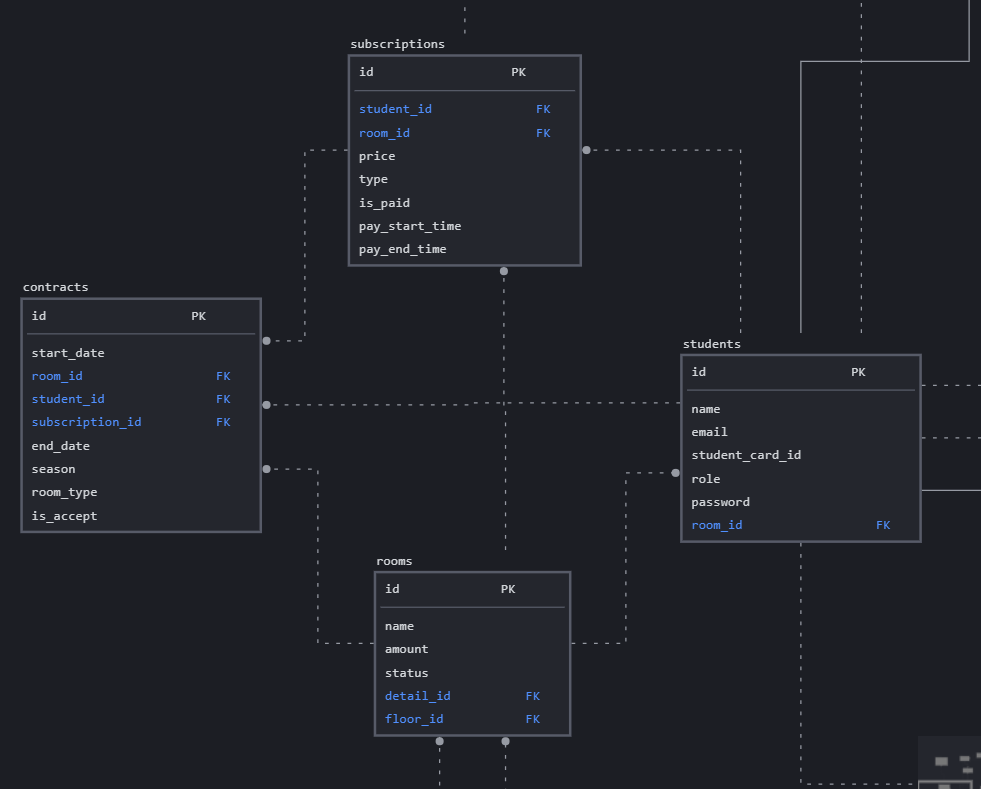 subscriptions
id PK
student_id FK
room_id FK
price
type
is_paid
pay_start_time
pay_end_time
contracts
id PK
start_date
room_id FK
student_id FK
subscription_id FK
end_date
season
room_type
is_accept
students
id PK
name
email
student_card_id
role
password
room_id FK
rooms
id PK
name
amount
status
detail_id FK
floor_id FK